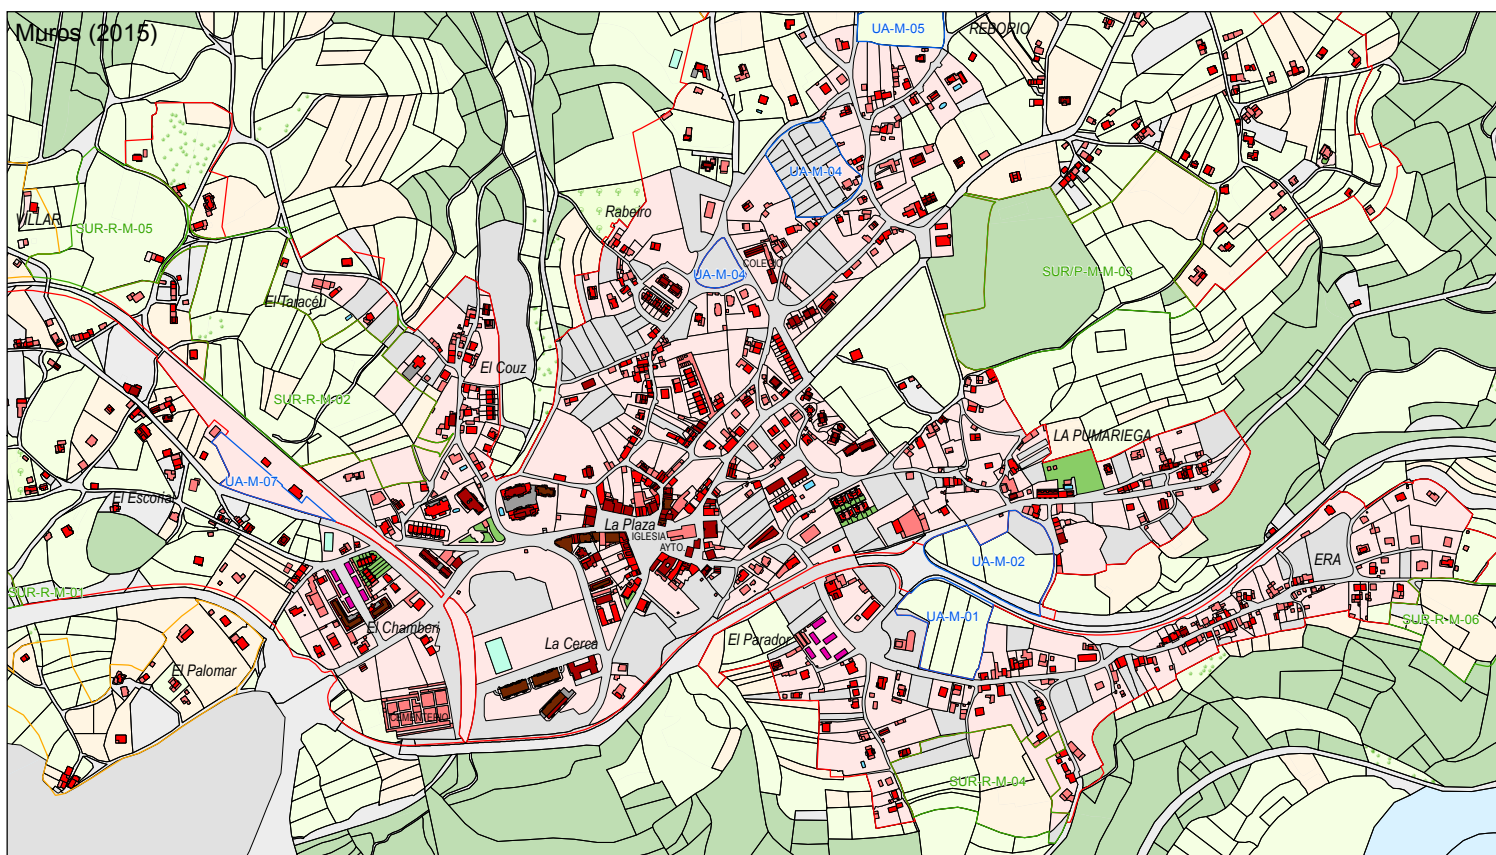 Muros (2015)
UA-M-05
REBORIO
UA-M-04
VILLAR
SUR-R-M-05
Rabeiro
COLEGIO
UA-M-04
SUR/P-M-M-03
El Taraceu
El Couz
SUR-R-M-02
LA PUMARIEGA
UA-M-07
El Escoñal
La Plaza
IGLESIA
AYTO.
UA-M-02
ERA
SUR-R-M-01
UA-M-01
SUR-R-M-06
El Chamberí
La Cerca
El Parador
El Palomar
CEMENTERIO
SUR-R-M-04